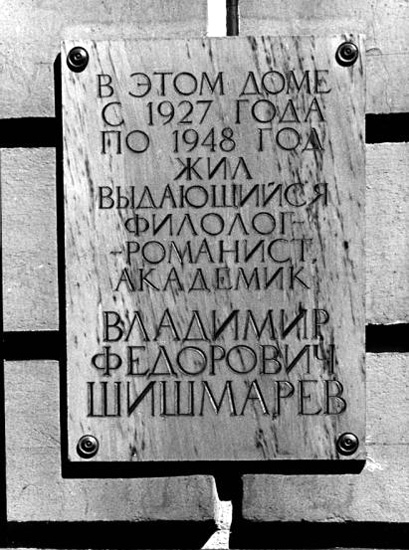 В ЭТОМ ДОМЕ
С 1927 ГОДА
ПО 1948 ГОД
ЖИЛ
ВЫДАЮЩИЙСЯ
ФИЛОЛОГ-
-РОМАНИСТ,
АКАДЕМИК
ВЛАДИМИР
ФЕДОРОВИЧ
ШИШМАРЕВ